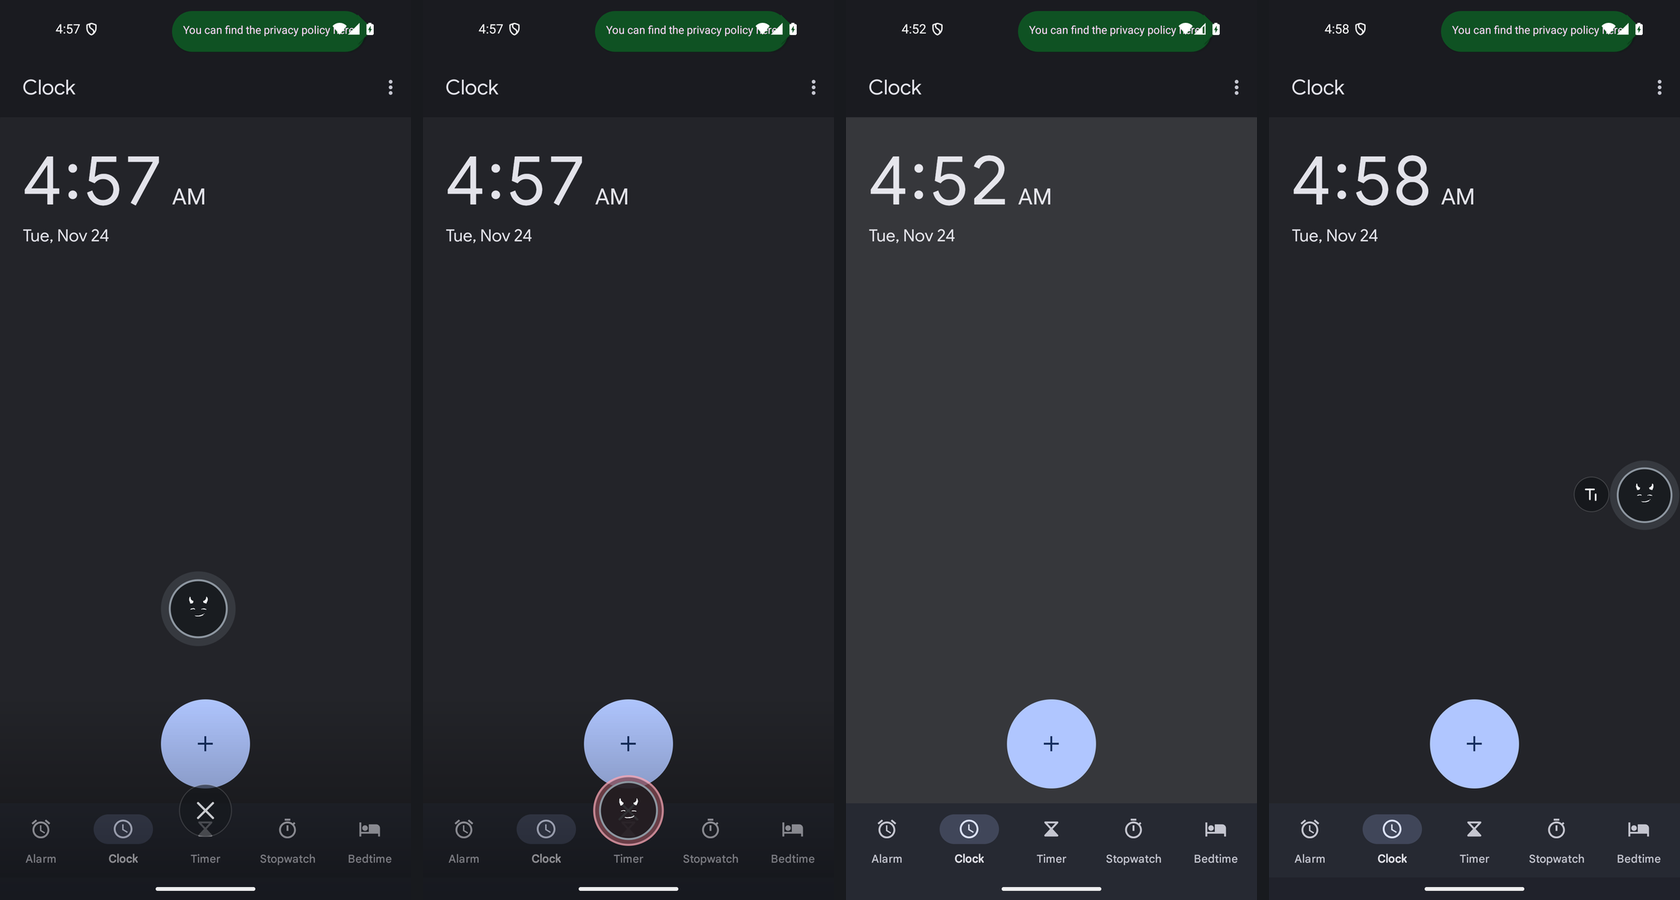 4:57
You can find the privacy policy here
Clock
4:57 AM
Tue, Nov 24
Alarm
Clock
Timer
Stopwatch
Bedtime
4:57
You can find the privacy policy here
Clock
4:57 AM
Tue, Nov 24
Alarm
Clock
Timer
Stopwatch
Bedtime
4:52
You can find the privacy policy here
Clock
4:52 AM
Tue, Nov 24
Alarm
Clock
Timer
Stopwatch
Bedtime
4:58
You can find the privacy policy here
Clock
4:58 AM
Tue, Nov 24
Alarm
Clock
Timer
Stopwatch
Bedtime